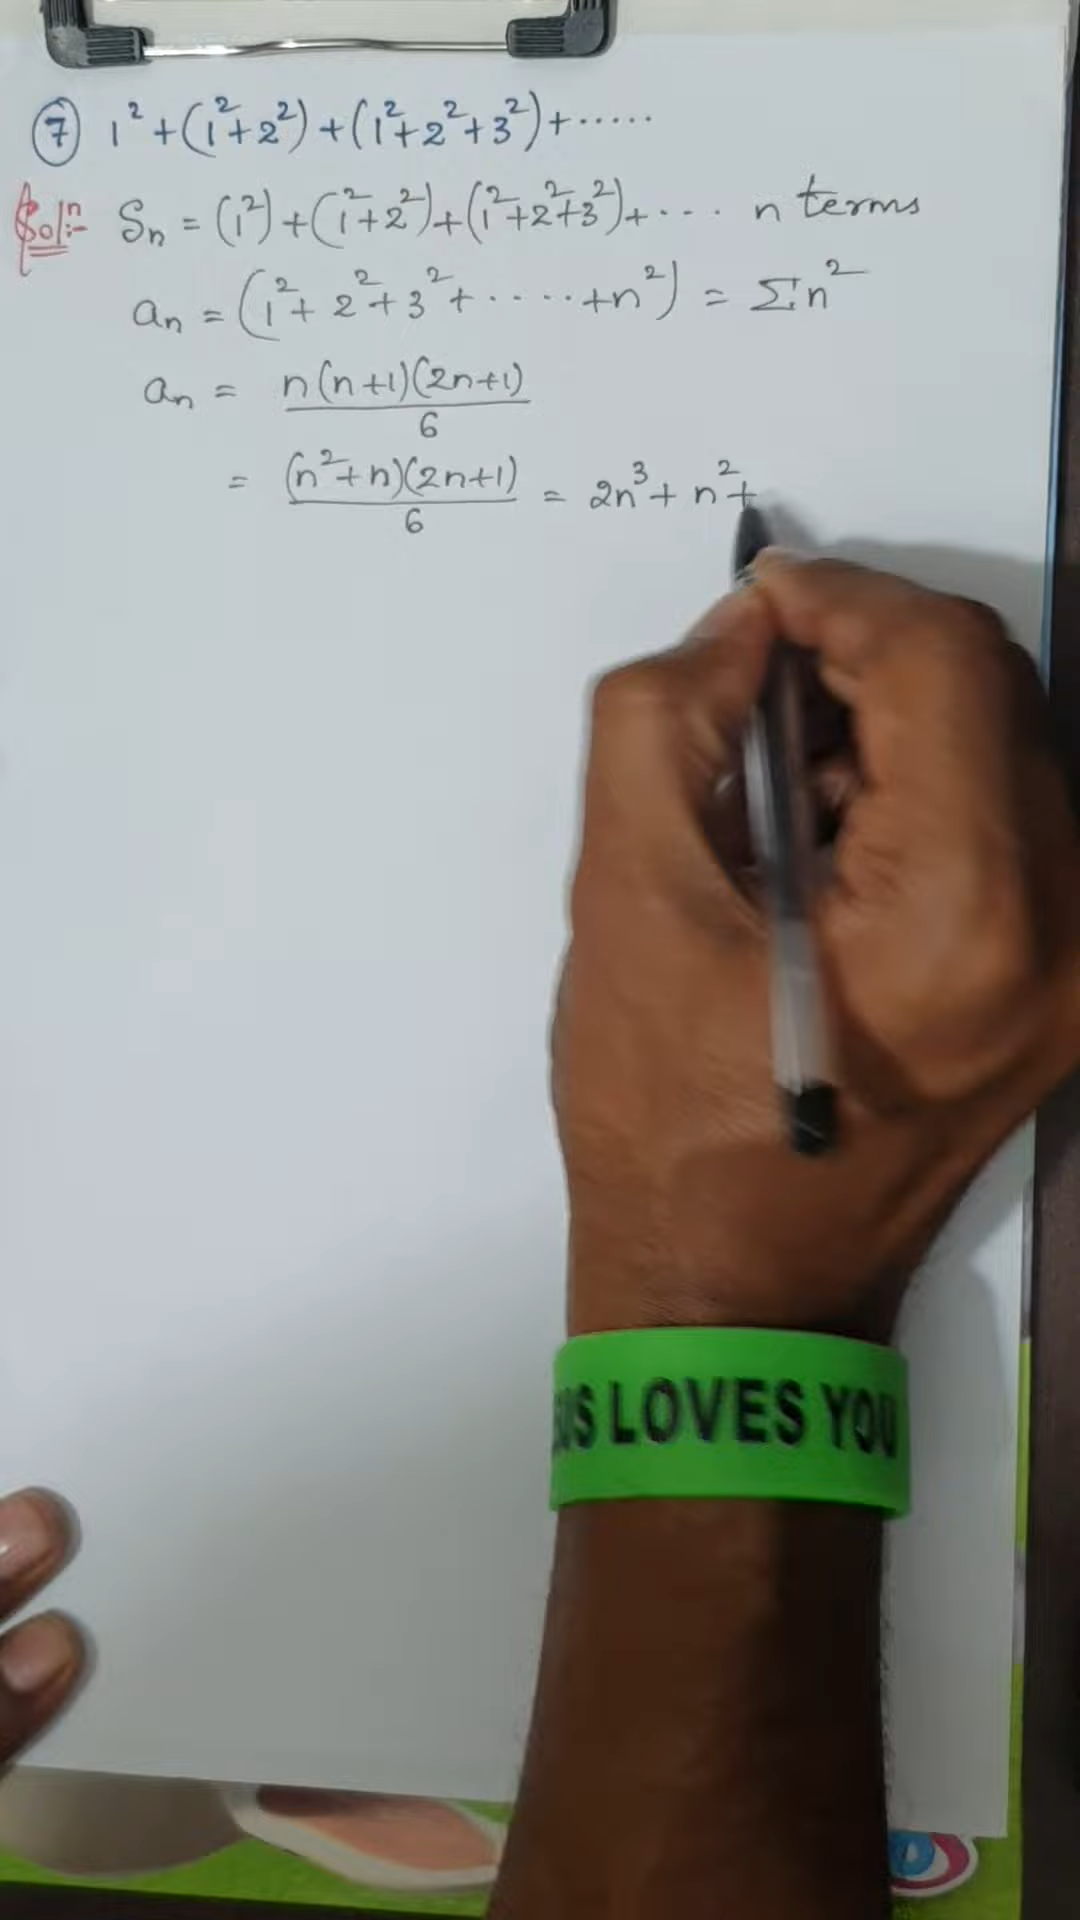 7 1² + (1² + 2²) + (1² + 2² + 3²) + .....
Solⁿ:- Sₙ = (1²) + (1² + 2²) + (1² + 2² + 3²) + ... n terms
aₙ = (1² + 2² + 3² + ..... + n²) = Σn²
aₙ = n(n+1)(2n+1)/6
= (n² + n)(2n+1)/6 = 2n³ + n² +
LOVES YOU